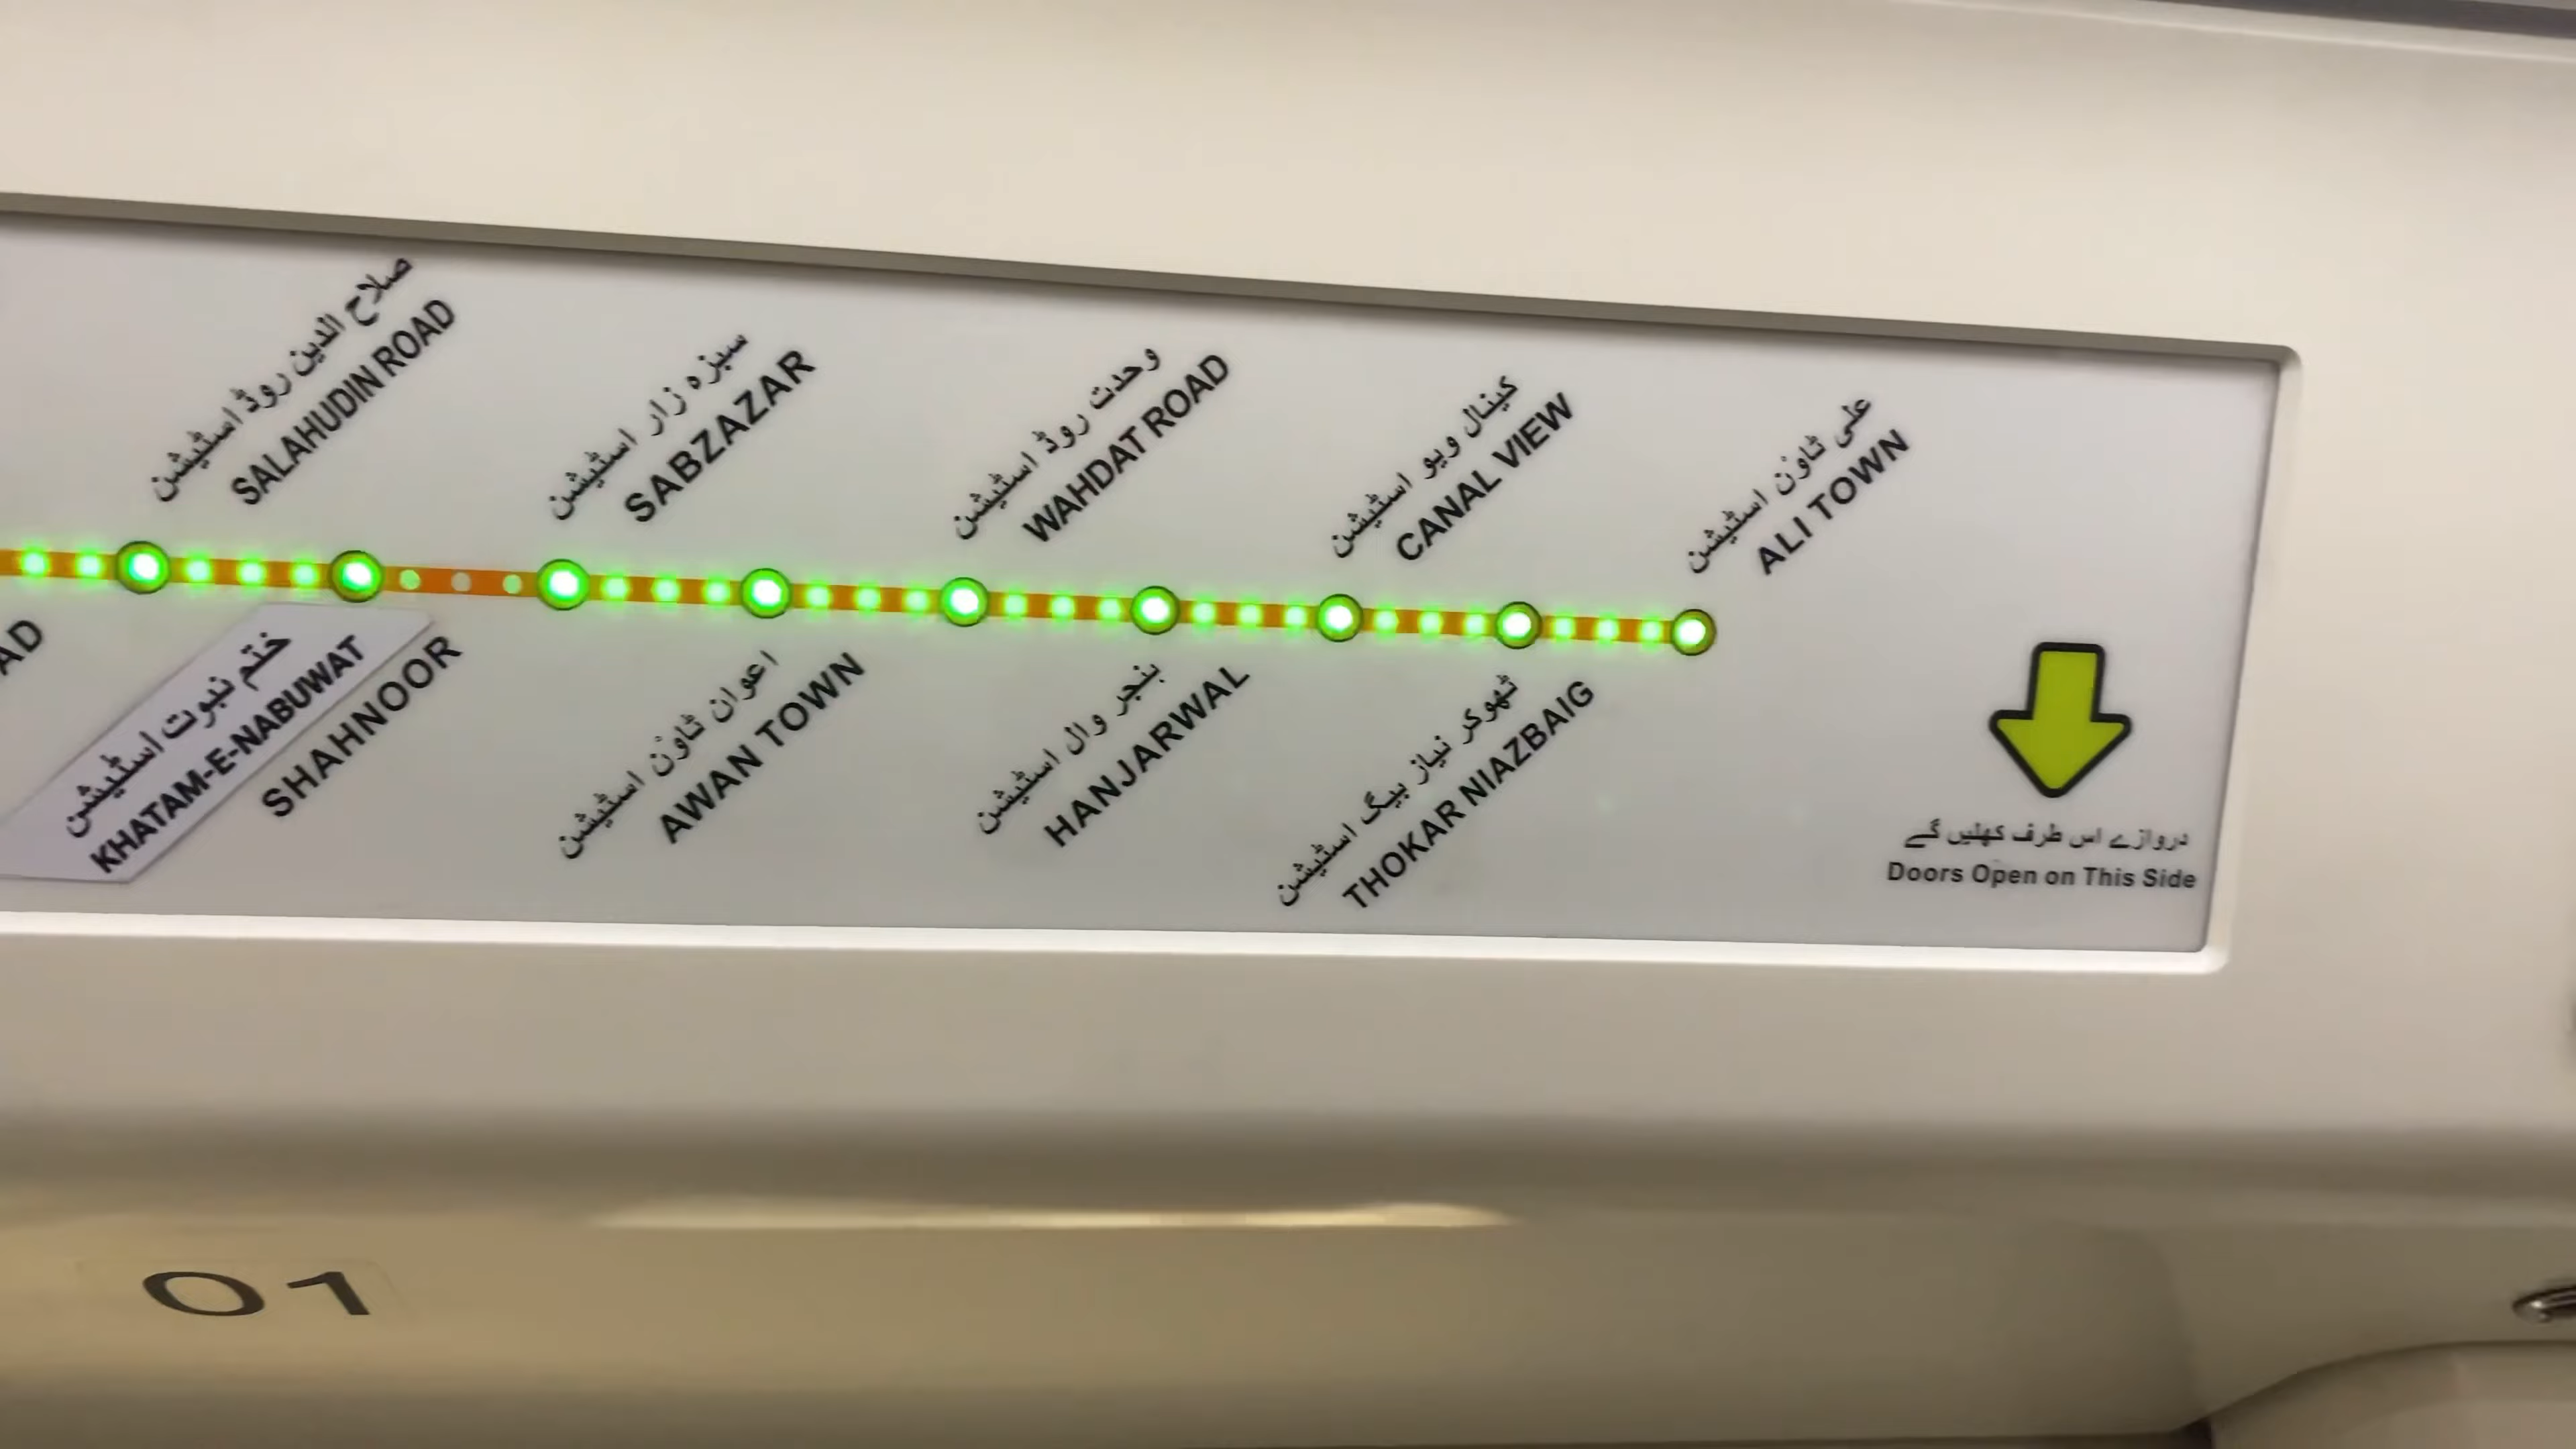 صلاح الدین روڈ اسٹیشن
SALAHUDIN ROAD
سبزہ زار اسٹیشن
SABZAZAR
وحدت روڈ اسٹیشن
WAHDAT ROAD
کینال ویو اسٹیشن
CANAL VIEW
علی ٹاؤن اسٹیشن
ALI TOWN
AD
ختم نبوت اسٹیشن
KHATAM-E-NABUWAT
SHAHNOOR
اعوان ٹاؤن اسٹیشن
AWAN TOWN
ہنجر وال اسٹیشن
HANJARWAL
ٹھوکر نیاز بیگ اسٹیشن
THOKAR NIAZBAIG
دروازے اس طرف کھلیں گے
Doors Open on This Side
01